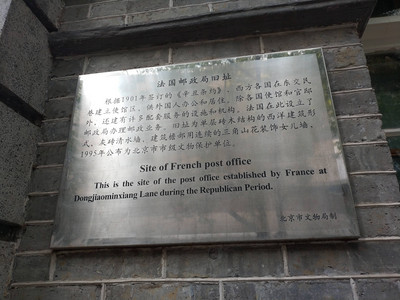 法国邮政局旧址
根据1901年签订的《辛丑条约》，西方各国在东交民
巷建立使馆区，供外国人办公和居住，除各国使馆和官邸
外，还建有许多配套服务的设施和机构。法国在此设立了
邮政局办理邮政业务。旧址为单层砖木结构的西洋建筑形
式，灰砖清水墙，建筑檐部用连续的三角山花装饰女儿墙。
1995年公布为北京市市级文物保护单位。
Site of French post office
This is the site of the post office established by France at
Dongjiaominxiang Lane during the Republican Period.
北京市文物局制